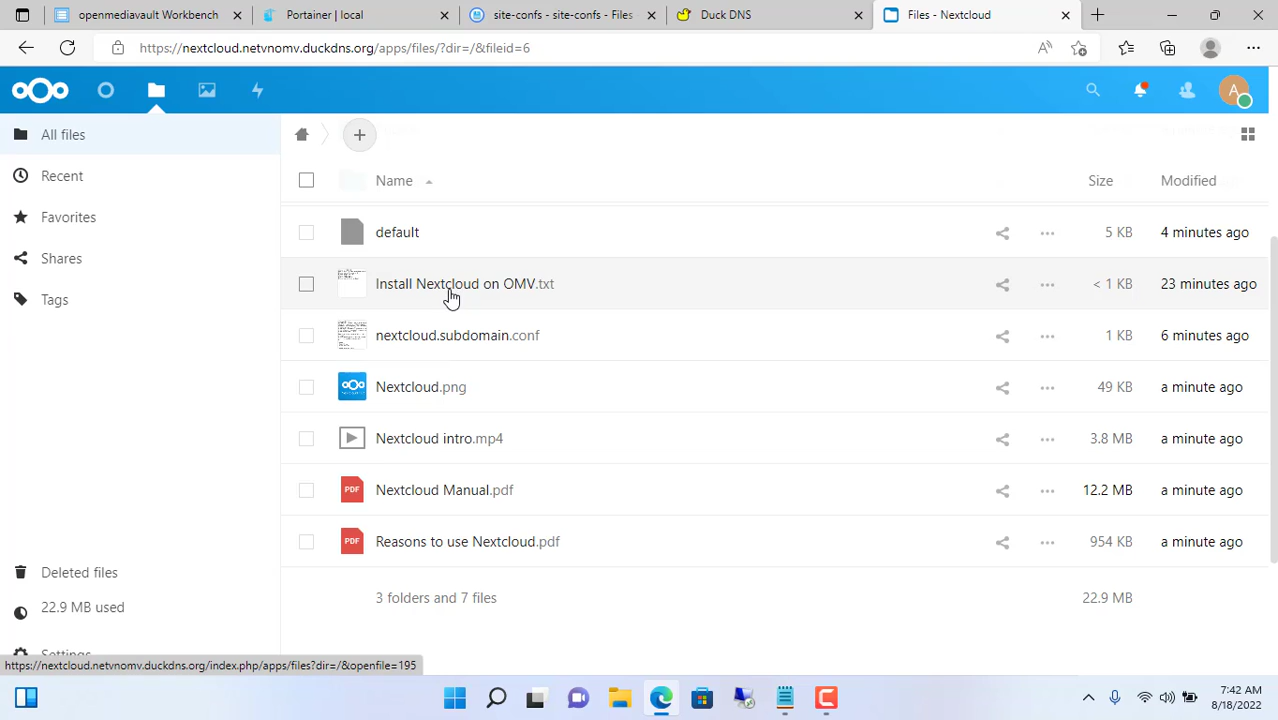 openmediavault Workbench
Portainer | local
site-confs - site-confs - Files
Duck DNS
Files - Nextcloud
https://nextcloud.netvnomv.duckdns.org/apps/files/?dir=/&fileid=6
A
All files
Recent
Favorites
Shares
Tags
Deleted files
22.9 MB used
Name
Size
Modified
default
5 KB
4 minutes ago
Install Nextcloud on OMV.txt
< 1 KB
23 minutes ago
nextcloud.subdomain.conf
1 KB
6 minutes ago
Nextcloud.png
49 KB
a minute ago
Nextcloud intro.mp4
3.8 MB
a minute ago
PDF
Nextcloud Manual.pdf
12.2 MB
a minute ago
PDF
Reasons to use Nextcloud.pdf
954 KB
a minute ago
3 folders and 7 files
22.9 MB
https://nextcloud.netvnomv.duckdns.org/index.php/apps/files?dir=/&openfile=195
7:42 AM
8/18/2022